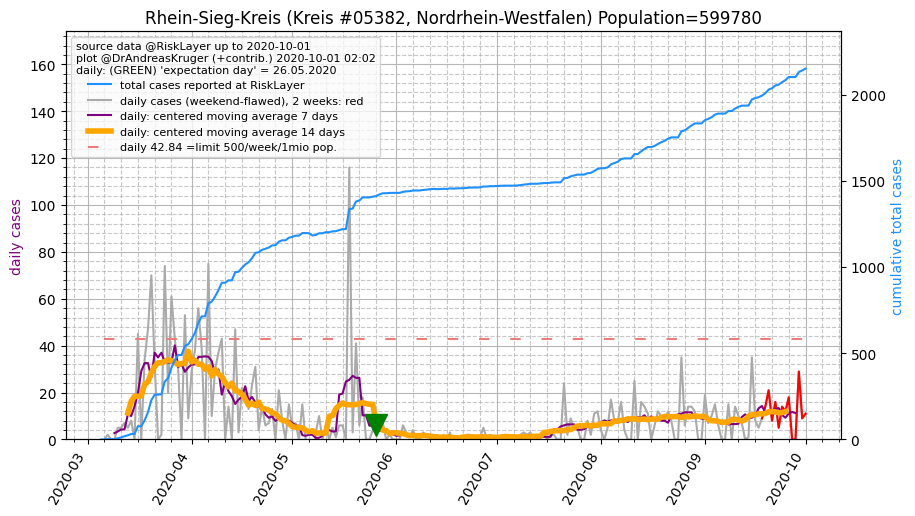 Rhein-Sieg-Kreis (Kreis #05382, Nordrhein-Westfalen) Population=599780
source data @RiskLayer up to 2020-10-01
plot @DrAndreasKruger (+contrib.) 2020-10-01 02:02
daily: (GREEN) 'expectation day' = 26.05.2020
total cases reported at RiskLayer
daily cases (weekend-flawed), 2 weeks: red
daily: centered moving average 7 days
daily: centered moving average 14 days
daily 42.84 =limit 500/week/1mio pop.
daily cases
160
140
120
100
80
60
40
20
0
cumulative total cases
2000
1500
1000
500
0
2020-03
2020-04
2020-05
2020-06
2020-07
2020-08
2020-09
2020-10